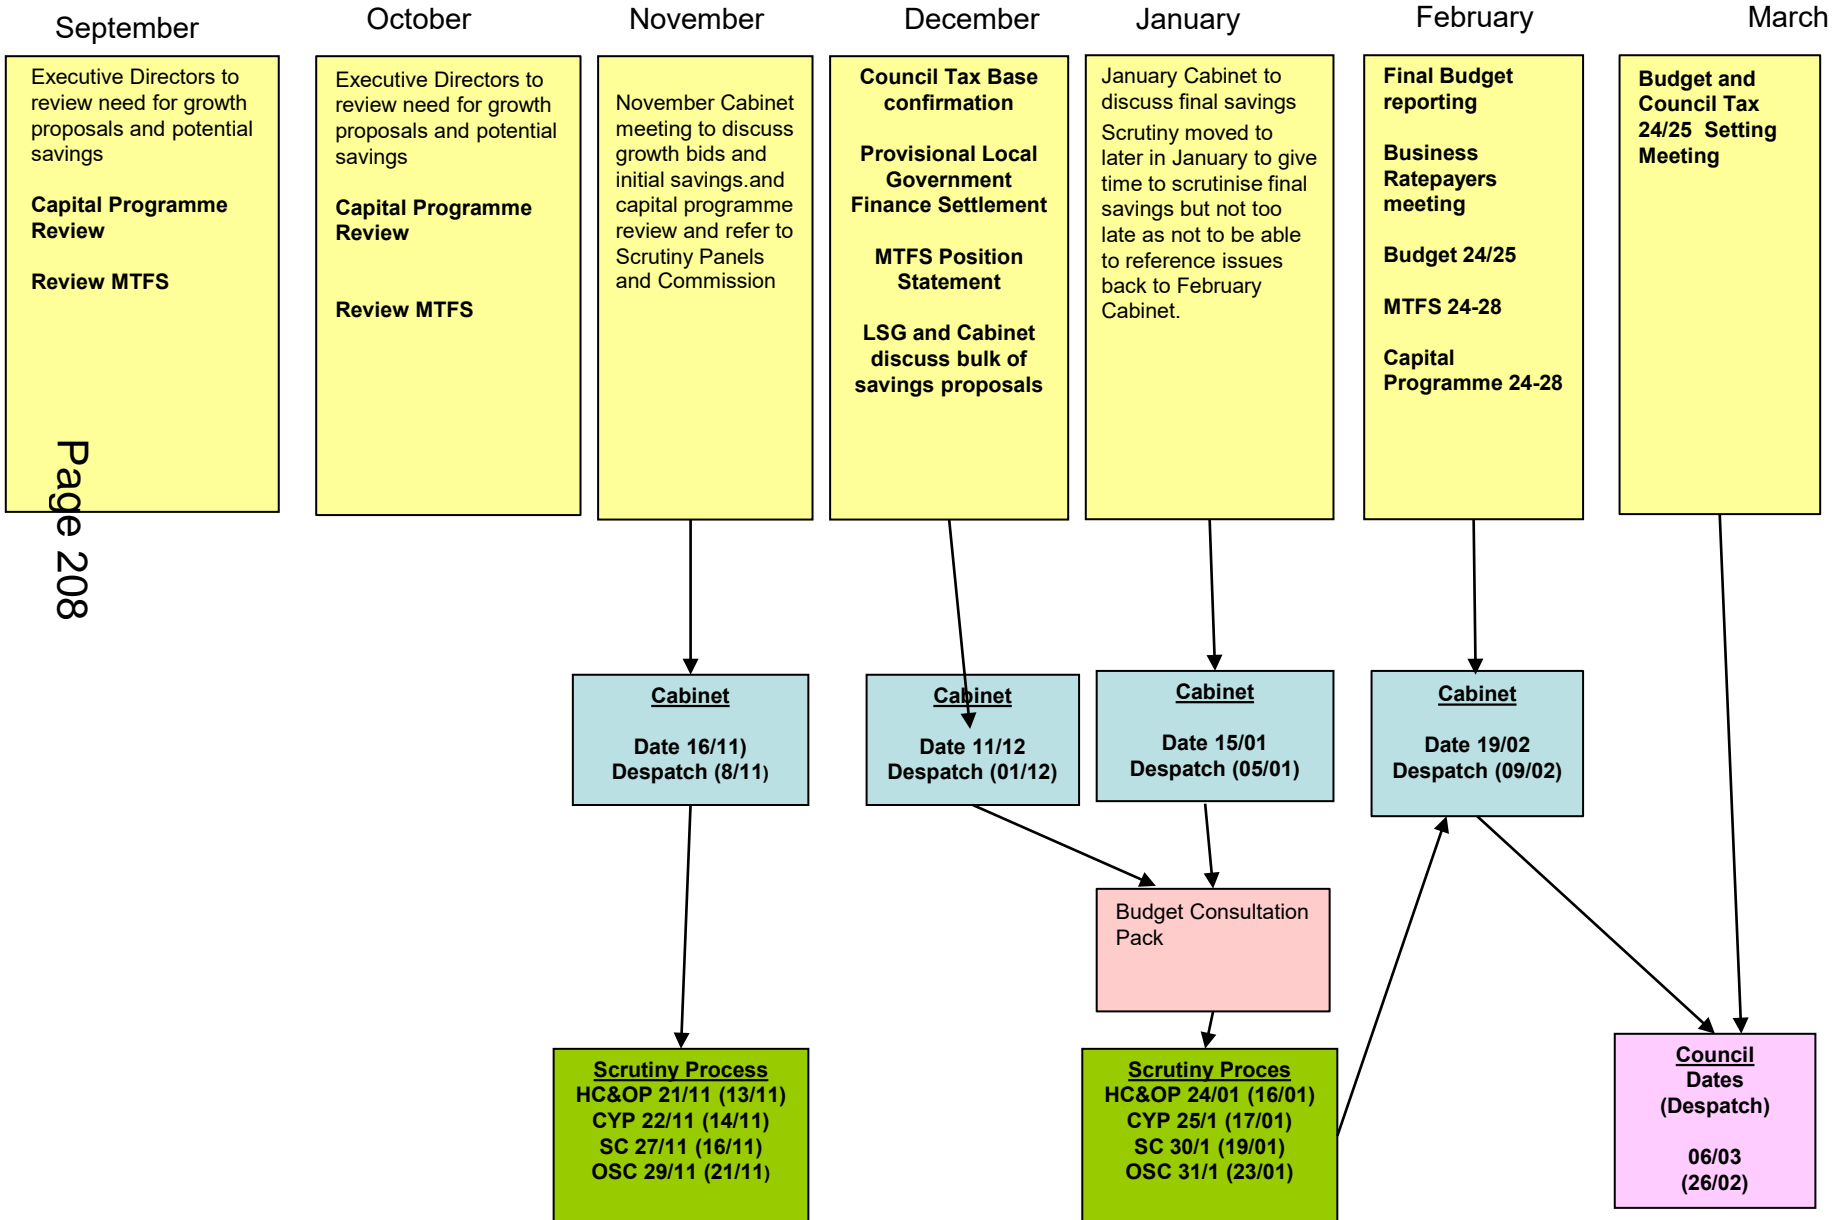 September
October
November
December
January
February
March
Executive Directors to
review need for growth
proposals and potential
savings
Capital Programme
Review
Review MTFS
Executive Directors to
review need for growth
proposals and potential
savings
Capital Programme
Review
Review MTFS
November Cabinet
meeting to discuss
growth bids and
initial savings.and
capital programme
review and refer to
Scrutiny Panels
and Commission
Council Tax Base
confirmation
Provisional Local
Government
Finance Settlement
MTFS Position
Statement
LSG and Cabinet
discuss bulk of
savings proposals
January Cabinet to
discuss final savings
Scrutiny moved to
later in January to give
time to scrutinise final
savings but not too
late as not to be able
to reference issues
back to February
Cabinet.
Final Budget
reporting
Business
Ratepayers
meeting
Budget 24/25
MTFS 24-28
Capital
Programme 24-28
Budget and
Council Tax
24/25 Setting
Meeting
Page 208
Cabinet
Date 16/11)
Despatch (8/11)
Cabinet
Date 11/12
Despatch (01/12)
Cabinet
Date 15/01
Despatch (05/01)
Cabinet
Date 19/02
Despatch (09/02)
Budget Consultation
Pack
Scrutiny Process
HC&OP 21/11 (13/11)
CYP 22/11 (14/11)
SC 27/11 (16/11)
OSC 29/11 (21/11)
Scrutiny Proces
HC&OP 24/01 (16/01)
CYP 25/1 (17/01)
SC 30/1 (19/01)
OSC 31/1 (23/01)
Council
Dates
(Despatch)
06/03
(26/02)